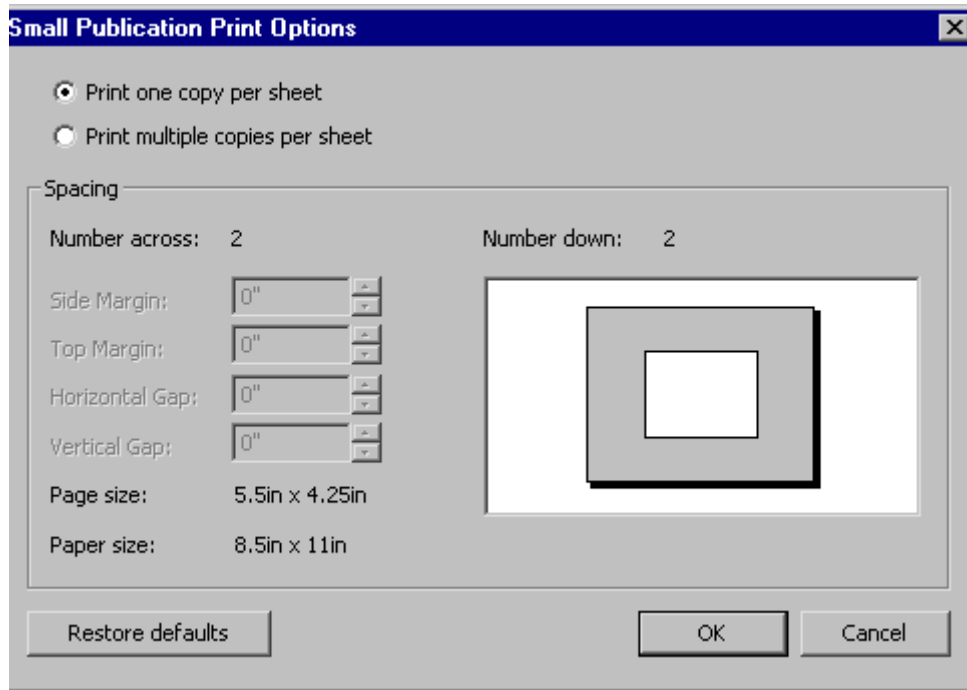 Small Publication Print Options
Print one copy per sheet
Print multiple copies per sheet
Spacing
Number across: 2 Number down: 2
Side Margin: 0"
Top Margin: 0"
Horizontal Gap: 0"
Vertical Gap: 0"
Page size: 5.5in x 4.25in
Paper size: 8.5in x 11in
Restore defaults OK Cancel